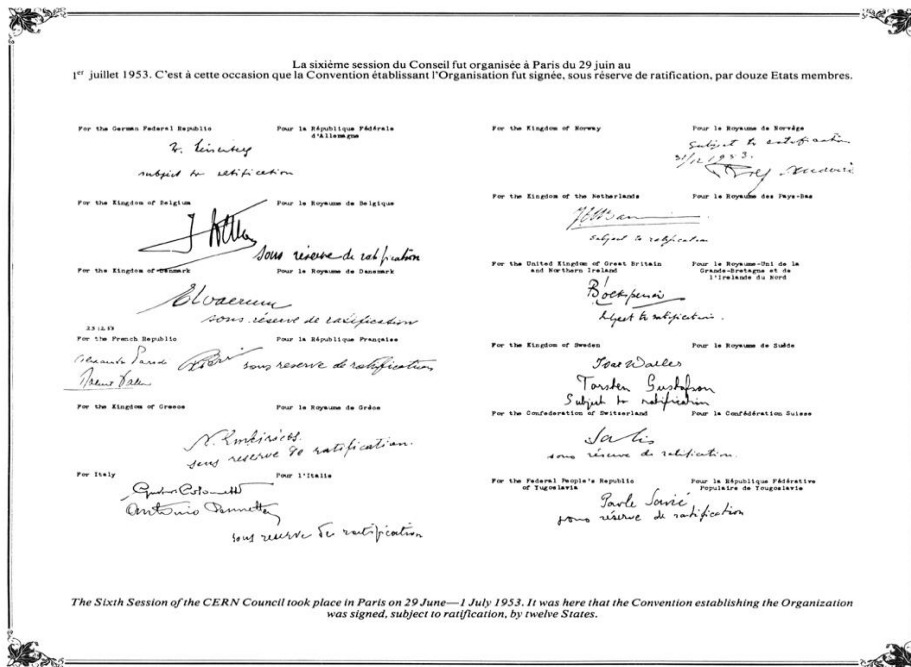 La sixième session du Conseil fut organisée à Paris du 29 juin au
1er juillet 1953. C'est à cette occasion que la Convention établissant l'Organisation fut signée, sous réserve de ratification, par douze Etats membres.
For the German Federal Republic
Pour la République Fédérale
d'Allemagne
subject to ratification
For the Kingdom of Belgium
Pour le Royaume de Belgique
sous réserve de ratification
For the Kingdom of Denmark
Pour le Royaume de Danemark
sous réserve de ratification
23.12.53
For the French Republic
Pour la République Française
sous reserve de ratification
For the Kingdom of Greece
Pour le Royaume de Grèce
sous reserve de ratification.
For Italy
Pour l'Italie
Antonio Pennetta
sous reserve de ratification
For the Kingdom of Norway
Pour le Royaume de Norvège
Subject to ratification
31/12 1953.
For the Kingdom of the Netherlands
Pour le Royaume des Pays-Bas
Subject to ratification
For the United Kingdom of Great Britain
and Northern Ireland
Pour le Royaume-Uni de la
Grande-Bretagne et de
l'Irelande du Nord
Subject to ratification.
For the Kingdom of Sweden
Pour le Royaume de Suède
Ivar Waller
Torsten Gustafson
Subject to ratification
For the Confederation of Switzerland
Pour la Confédération Suisse
sous réserve de ratification.
For the Federal People's Republic
of Yugoslavia
Pour la République Fédérative
Populaire de Yougoslavie
Pavle Savić
sous réserve de ratification
The Sixth Session of the CERN Council took place in Paris on 29 June—1 July 1953. It was here that the Convention establishing the Organization
was signed, subject to ratification, by twelve States.